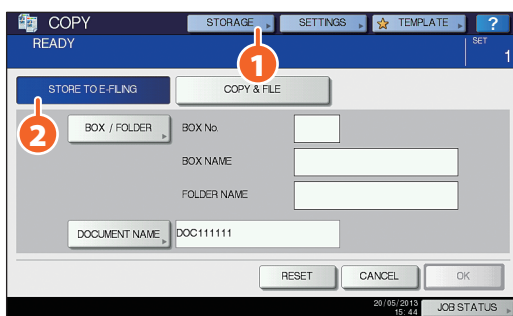 COPY STORAGE SETTINGS TEMPLATE ?
READY SET
1
1
STORE TO E-FILING COPY & FILE
2
BOX / FOLDER BOX No.
BOX NAME
FOLDER NAME
DOCUMENT NAME DOC111111
RESET CANCEL OK
20/05/2013
15:44 JOB STATUS